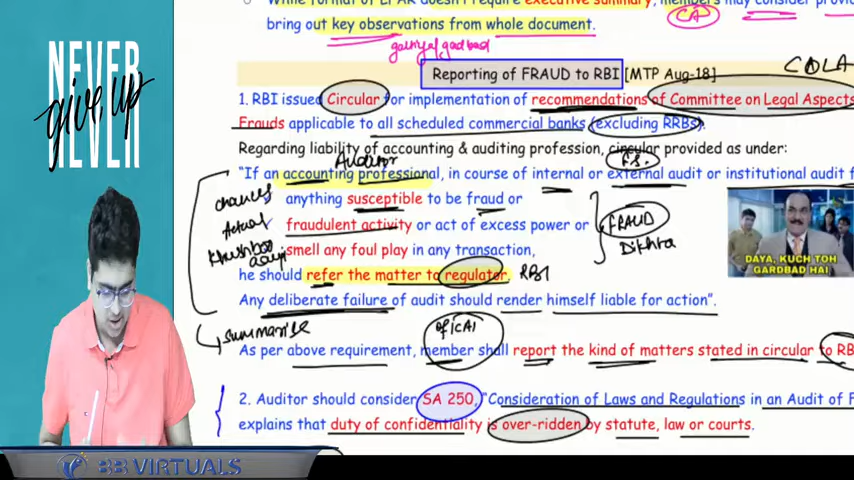 While format of LFAR doesn't require executive summary, members may consider provid
bring out key observations from whole document.
CA
gaurrav gadbad
Reporting of FRAUD to RBI [MTP Aug-18]
1. RBI issued Circular for implementation of recommendations of Committee on Legal Aspects
Frauds applicable to all scheduled commercial banks (excluding RRBs).
Regarding liability of accounting & auditing profession, circular provided as under:
Auditor
F.S.
"If an accounting professional, in course of internal or external audit or institutional audit f
chances
anything susceptible to be fraud or
Actual
fraudulent activity or act of excess power or
FRAUD
Dikhra
Khushboo aayi
smell any foul play in any transaction,
he should refer the matter to regulator. RBI
Any deliberate failure of audit should render himself liable for action".
summarise
of ICAI
As per above requirement, member shall report the kind of matters stated in circular to RB
2. Auditor should consider SA 250, "Consideration of Laws and Regulations in an Audit of F
explains that duty of confidentiality is over-ridden by statute, law or courts.
NEVER
give up
NEVER
DAYA, KUCH TOH
GARDBAD HAI
BB VIRTUALS